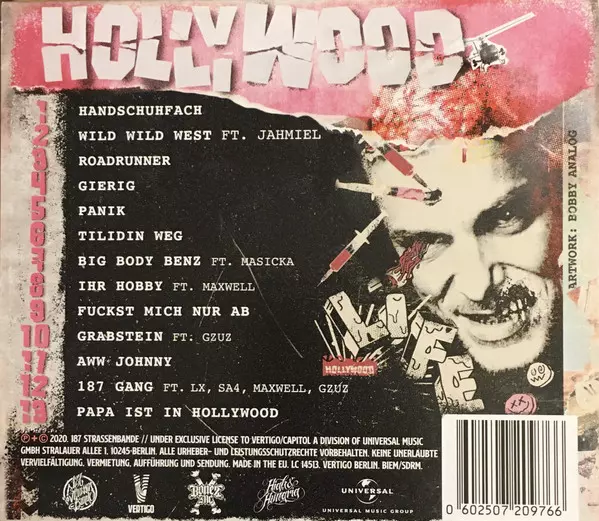 HOLLYWOOD
1 HANDSCHUHFACH
2 WILD WILD WEST FT. JAHMIEL
3 ROADRUNNER
4 GIERIG
5 PANIK
6 TILIDIN WEG
7 BIG BODY BENZ FT. MASICKA
8 IHR HOBBY FT. MAXWELL
9 FUCKST MICH NUR AB
10 GRABSTEIN FT. GZUZ
11 AWW JOHNNY
12 187 GANG FT. LX, SA4, MAXWELL, GZUZ
13 PAPA IST IN HOLLYWOOD
LIFE
HOLLYWOOD
ARTWORK: BOBBY ANALOG
℗ + © 2020. 187 STRASSENBANDE // UNDER EXCLUSIVE LICENSE TO VERTIGO/CAPITOL A DIVISION OF UNIVERSAL MUSIC
GMBH STRALAUER ALLEE 1. 10245-BERLIN. ALLE URHEBER- UND LEISTUNGSSCHUTZRECHTE VORBEHALTEN. KEINE UNERLAUBTE
VERVIELFÄLTIGUNG, VERMIETUNG, AUFFÜHRUNG UND SENDUNG. MADE IN THE EU. LC 14513. VERTIGO BERLIN. BIEM/SDRM.
187
VERTIGO
BONEZ
MC
UNIVERSAL
UNIVERSAL MUSIC GROUP
0 602507 209766